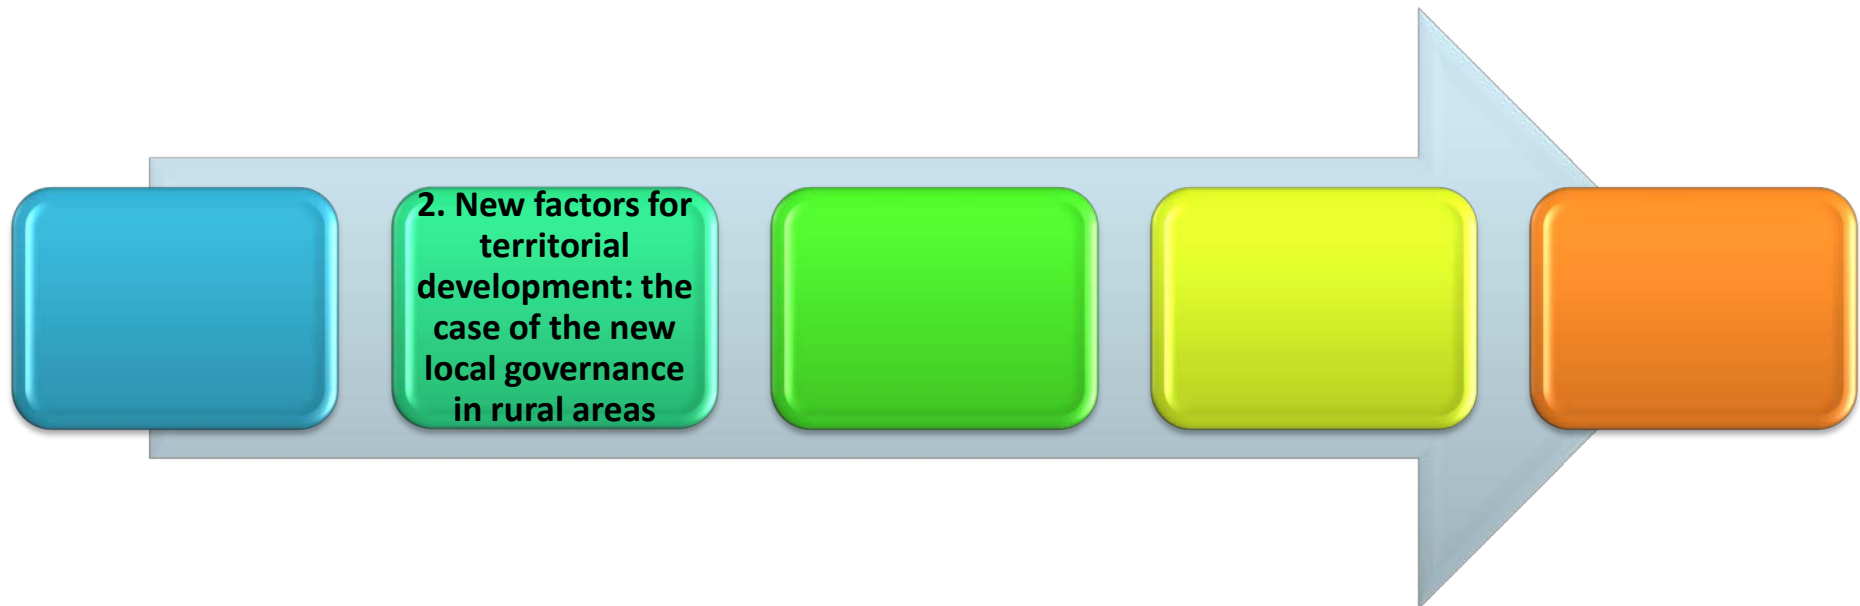 2. New factors for
territorial
development: the
case of the new
local governance
in rural areas